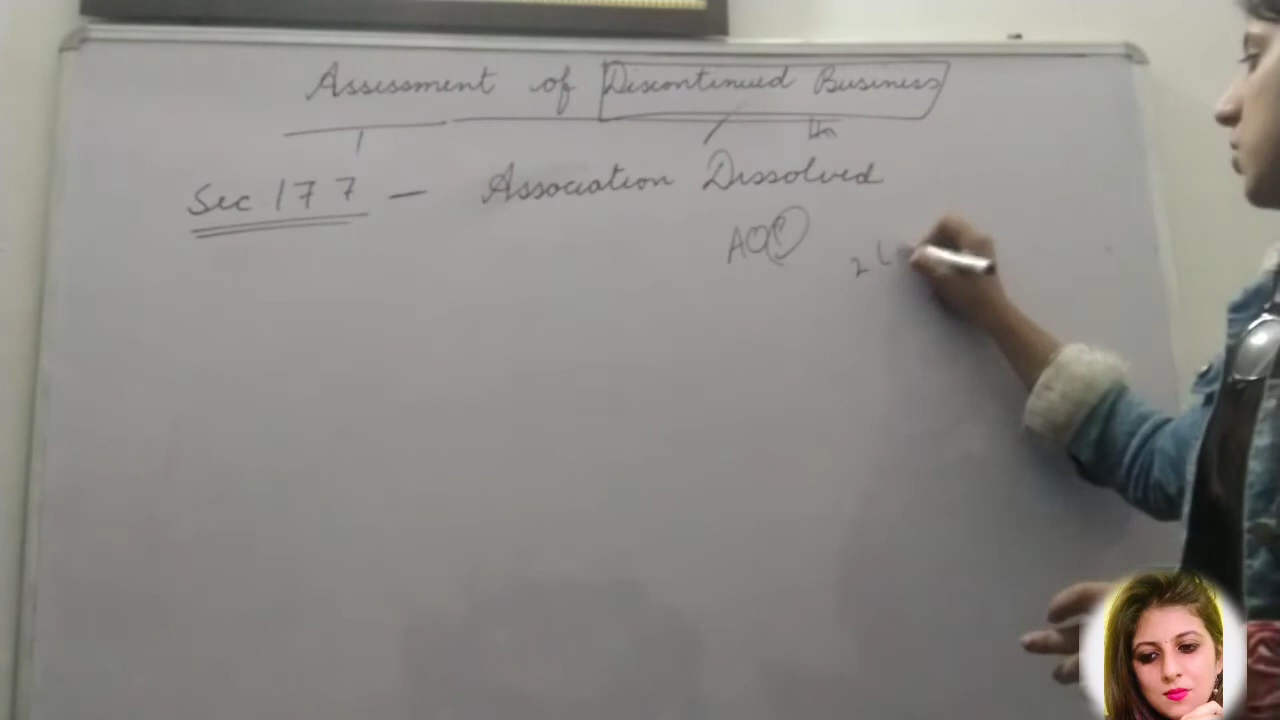 Assessment of Discontinued Business
Sec. 177 — Association Dissolved
AOP